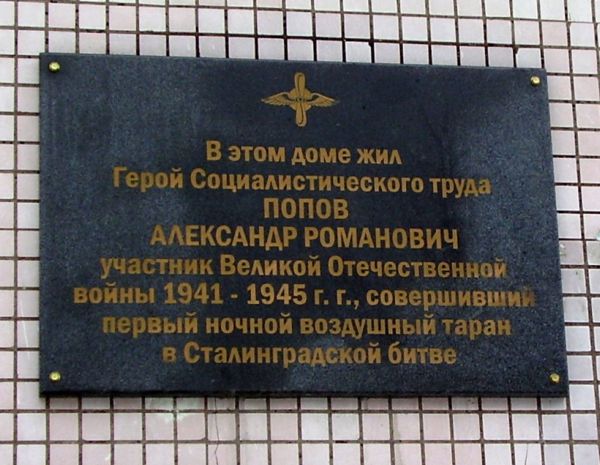 В этом доме жил
Герой Социалистического труда
ПОПОВ
АЛЕКСАНДР РОМАНОВИЧ
участник Великой Отечественной
войны 1941 - 1945 г. г., совершивший
первый ночной воздушный таран
в Сталинградской битве